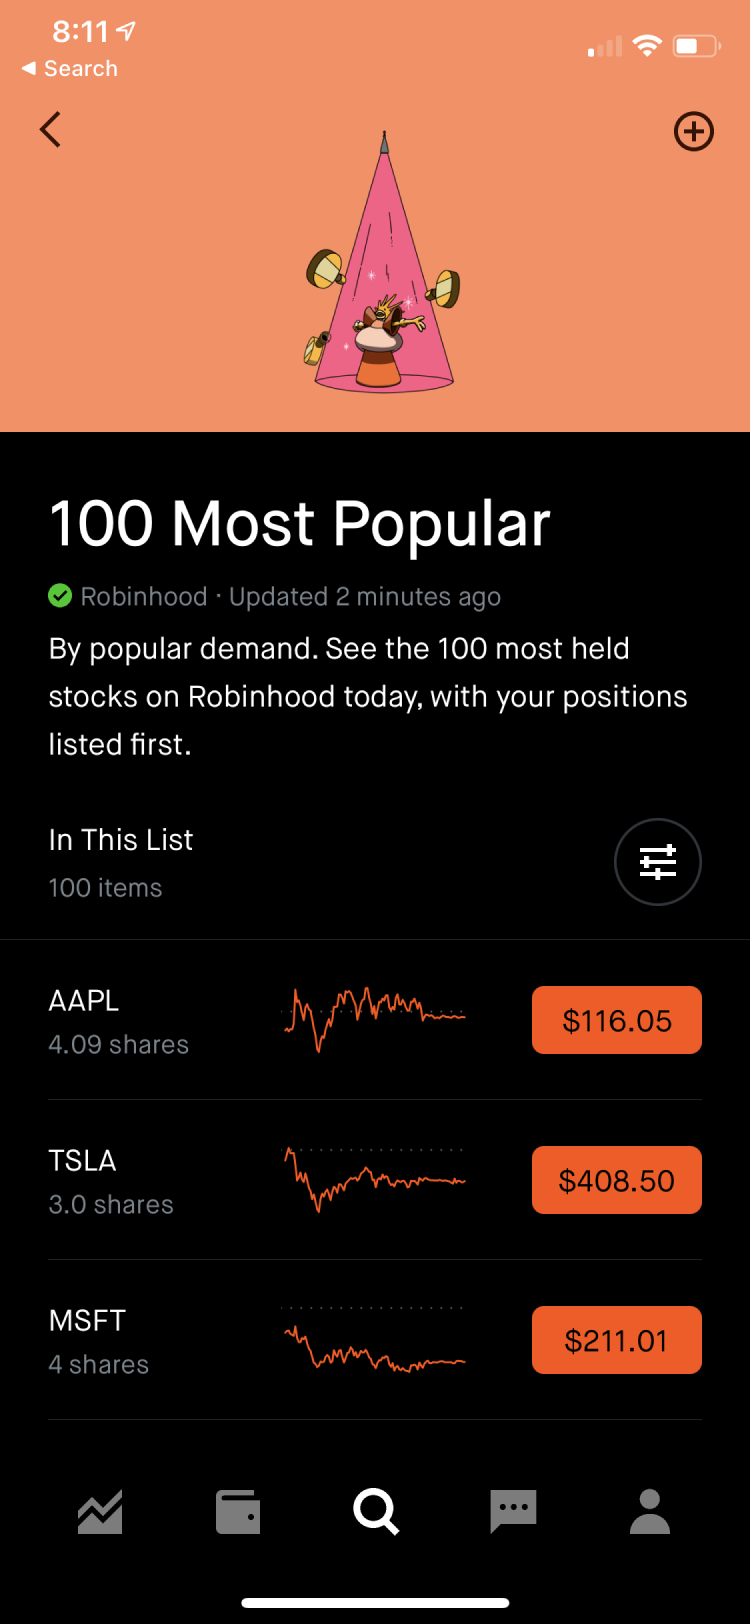 8:11
Search
100 Most Popular
Robinhood · Updated 2 minutes ago
By popular demand. See the 100 most held
stocks on Robinhood today, with your positions
listed first.
In This List
100 items
AAPL
4.09 shares
$116.05
TSLA
3.0 shares
$408.50
MSFT
4 shares
$211.01